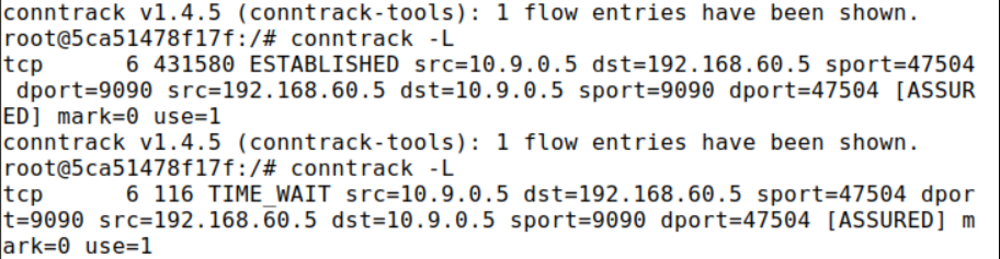 conntrack v1.4.5 (conntrack-tools): 1 flow entries have been shown.
root@5ca51478f17f:/# conntrack -L
tcp      6 431580 ESTABLISHED src=10.9.0.5 dst=192.168.60.5 sport=47504
 dport=9090 src=192.168.60.5 dst=10.9.0.5 sport=9090 dport=47504 [ASSUR
ED] mark=0 use=1
conntrack v1.4.5 (conntrack-tools): 1 flow entries have been shown.
root@5ca51478f17f:/# conntrack -L
tcp      6 116 TIME_WAIT src=10.9.0.5 dst=192.168.60.5 sport=47504 dpor
t=9090 src=192.168.60.5 dst=10.9.0.5 sport=9090 dport=47504 [ASSURED] m
ark=0 use=1